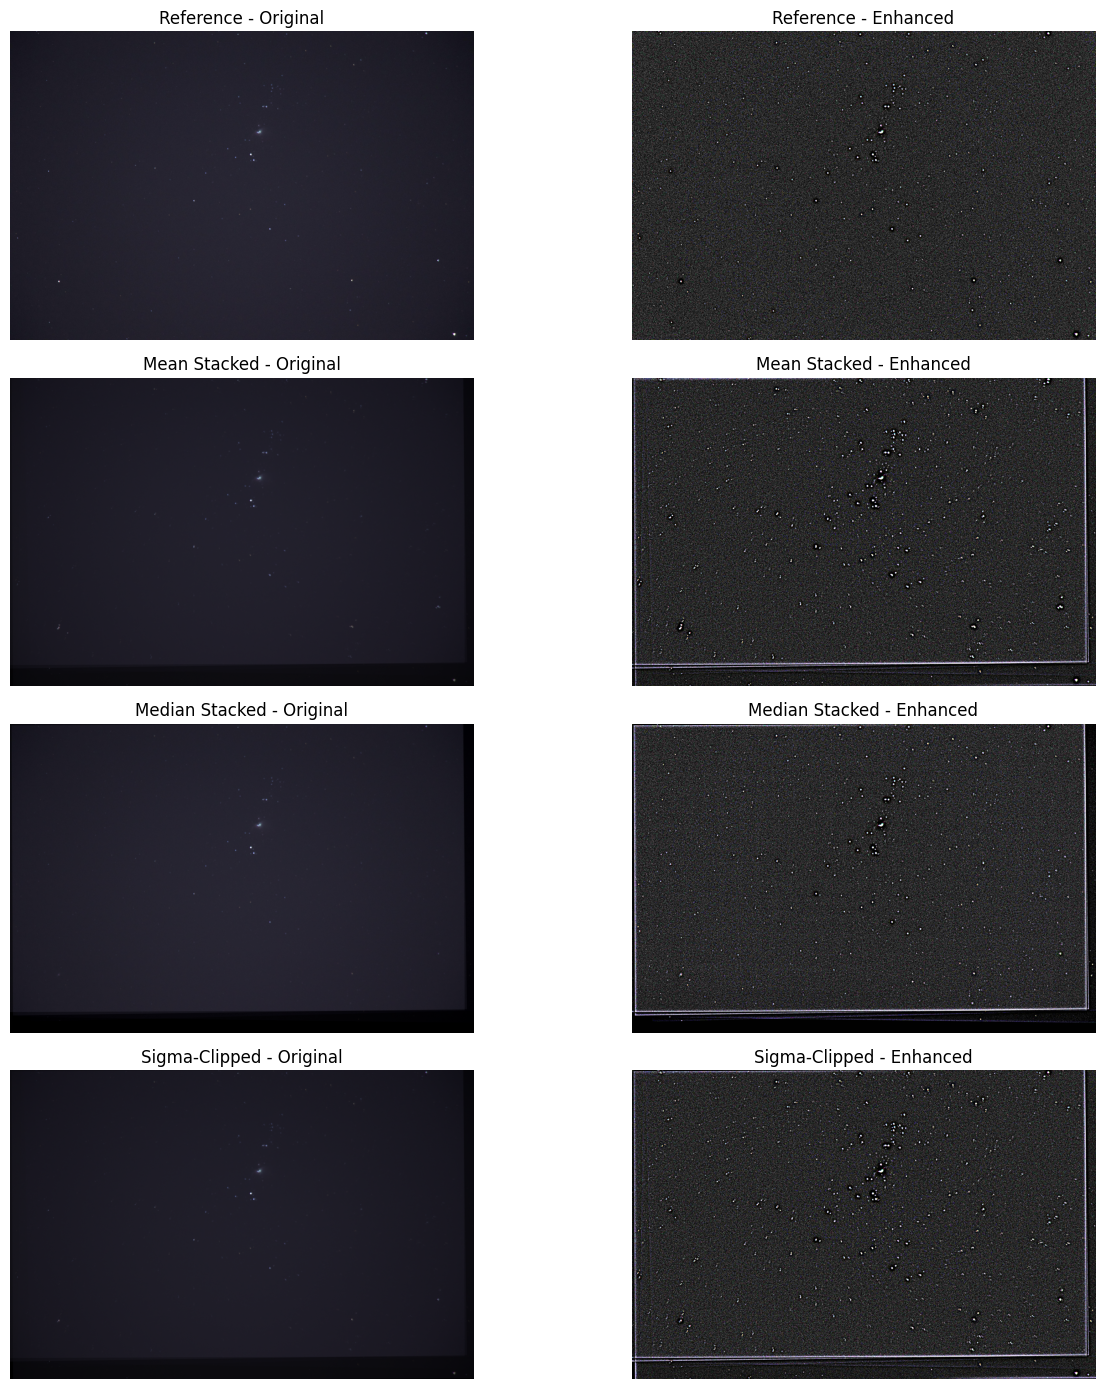 Reference - Original
Reference - Enhanced
Mean Stacked - Original
Mean Stacked - Enhanced
Median Stacked - Original
Median Stacked - Enhanced
Sigma-Clipped - Original
Sigma-Clipped - Enhanced